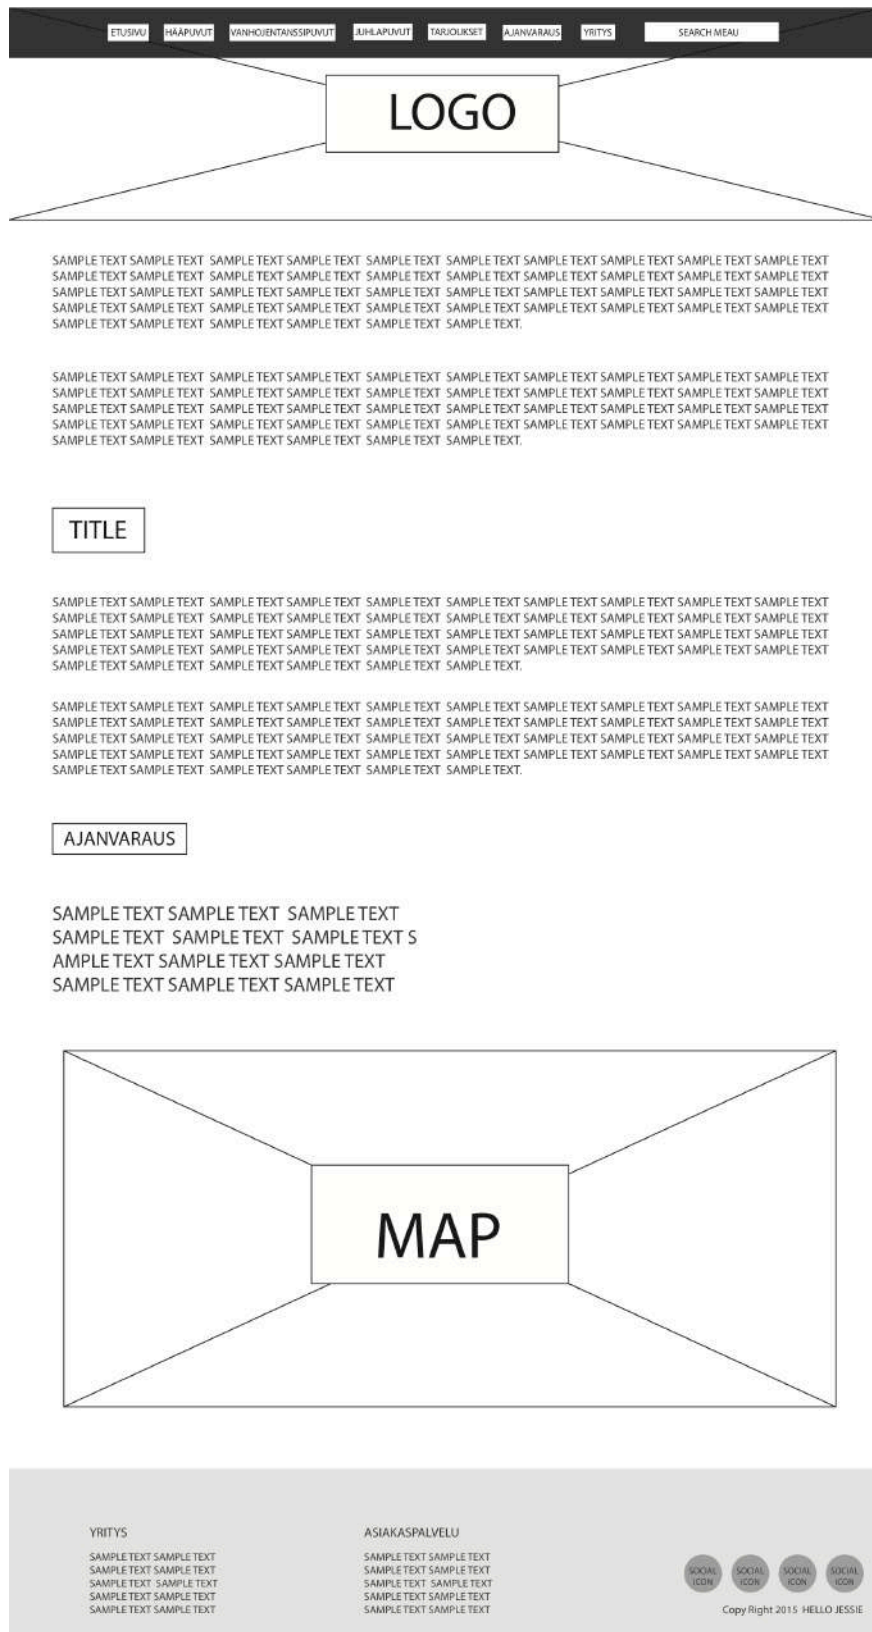 ETUSIVU HÄÄPUVUT VANHOJENTANSSIPUVUT JUHLAPUVUT TARJOUKSET AJANVARAUS YRITYS SEARCH MEAU
LOGO
SAMPLE TEXT SAMPLE TEXT SAMPLE TEXT SAMPLE TEXT SAMPLE TEXT SAMPLE TEXT SAMPLE TEXT SAMPLE TEXT SAMPLE TEXT SAMPLE TEXT
SAMPLE TEXT SAMPLE TEXT SAMPLE TEXT SAMPLE TEXT SAMPLE TEXT SAMPLE TEXT SAMPLE TEXT SAMPLE TEXT SAMPLE TEXT SAMPLE TEXT
SAMPLE TEXT SAMPLE TEXT SAMPLE TEXT SAMPLE TEXT SAMPLE TEXT SAMPLE TEXT SAMPLE TEXT SAMPLE TEXT SAMPLE TEXT SAMPLE TEXT
SAMPLE TEXT SAMPLE TEXT SAMPLE TEXT SAMPLE TEXT SAMPLE TEXT SAMPLE TEXT SAMPLE TEXT SAMPLE TEXT SAMPLE TEXT SAMPLE TEXT
SAMPLE TEXT SAMPLE TEXT SAMPLE TEXT SAMPLE TEXT SAMPLE TEXT SAMPLE TEXT.
SAMPLE TEXT SAMPLE TEXT SAMPLE TEXT SAMPLE TEXT SAMPLE TEXT SAMPLE TEXT SAMPLE TEXT SAMPLE TEXT SAMPLE TEXT SAMPLE TEXT
SAMPLE TEXT SAMPLE TEXT SAMPLE TEXT SAMPLE TEXT SAMPLE TEXT SAMPLE TEXT SAMPLE TEXT SAMPLE TEXT SAMPLE TEXT SAMPLE TEXT
SAMPLE TEXT SAMPLE TEXT SAMPLE TEXT SAMPLE TEXT SAMPLE TEXT SAMPLE TEXT SAMPLE TEXT SAMPLE TEXT SAMPLE TEXT SAMPLE TEXT
SAMPLE TEXT SAMPLE TEXT SAMPLE TEXT SAMPLE TEXT SAMPLE TEXT SAMPLE TEXT SAMPLE TEXT SAMPLE TEXT SAMPLE TEXT SAMPLE TEXT
SAMPLE TEXT SAMPLE TEXT SAMPLE TEXT SAMPLE TEXT SAMPLE TEXT SAMPLE TEXT.
TITLE
SAMPLE TEXT SAMPLE TEXT SAMPLE TEXT SAMPLE TEXT SAMPLE TEXT SAMPLE TEXT SAMPLE TEXT SAMPLE TEXT SAMPLE TEXT SAMPLE TEXT
SAMPLE TEXT SAMPLE TEXT SAMPLE TEXT SAMPLE TEXT SAMPLE TEXT SAMPLE TEXT SAMPLE TEXT SAMPLE TEXT SAMPLE TEXT SAMPLE TEXT
SAMPLE TEXT SAMPLE TEXT SAMPLE TEXT SAMPLE TEXT SAMPLE TEXT SAMPLE TEXT SAMPLE TEXT SAMPLE TEXT SAMPLE TEXT SAMPLE TEXT
SAMPLE TEXT SAMPLE TEXT SAMPLE TEXT SAMPLE TEXT SAMPLE TEXT SAMPLE TEXT SAMPLE TEXT SAMPLE TEXT SAMPLE TEXT SAMPLE TEXT
SAMPLE TEXT SAMPLE TEXT SAMPLE TEXT SAMPLE TEXT SAMPLE TEXT SAMPLE TEXT.
SAMPLE TEXT SAMPLE TEXT SAMPLE TEXT SAMPLE TEXT SAMPLE TEXT SAMPLE TEXT SAMPLE TEXT SAMPLE TEXT SAMPLE TEXT SAMPLE TEXT
SAMPLE TEXT SAMPLE TEXT SAMPLE TEXT SAMPLE TEXT SAMPLE TEXT SAMPLE TEXT SAMPLE TEXT SAMPLE TEXT SAMPLE TEXT SAMPLE TEXT
SAMPLE TEXT SAMPLE TEXT SAMPLE TEXT SAMPLE TEXT SAMPLE TEXT SAMPLE TEXT SAMPLE TEXT SAMPLE TEXT SAMPLE TEXT SAMPLE TEXT
SAMPLE TEXT SAMPLE TEXT SAMPLE TEXT SAMPLE TEXT SAMPLE TEXT SAMPLE TEXT SAMPLE TEXT SAMPLE TEXT SAMPLE TEXT SAMPLE TEXT
SAMPLE TEXT SAMPLE TEXT SAMPLE TEXT SAMPLE TEXT SAMPLE TEXT SAMPLE TEXT.
AJANVARAUS
SAMPLE TEXT SAMPLE TEXT SAMPLE TEXT
SAMPLE TEXT SAMPLE TEXT SAMPLE TEXT S
AMPLE TEXT SAMPLE TEXT SAMPLE TEXT
SAMPLE TEXT SAMPLE TEXT SAMPLE TEXT
MAP
YRITYS
SAMPLE TEXT SAMPLE TEXT
SAMPLE TEXT SAMPLE TEXT
SAMPLE TEXT SAMPLE TEXT
SAMPLE TEXT SAMPLE TEXT
SAMPLE TEXT SAMPLE TEXT
ASIAKASPALVELU
SAMPLE TEXT SAMPLE TEXT
SAMPLE TEXT SAMPLE TEXT
SAMPLE TEXT SAMPLE TEXT
SAMPLE TEXT SAMPLE TEXT
SAMPLE TEXT SAMPLE TEXT
SOCIAL SOCIAL SOCIAL SOCIAL
ICON ICON ICON ICON
Copy Right 2015 HELLO JESSIE